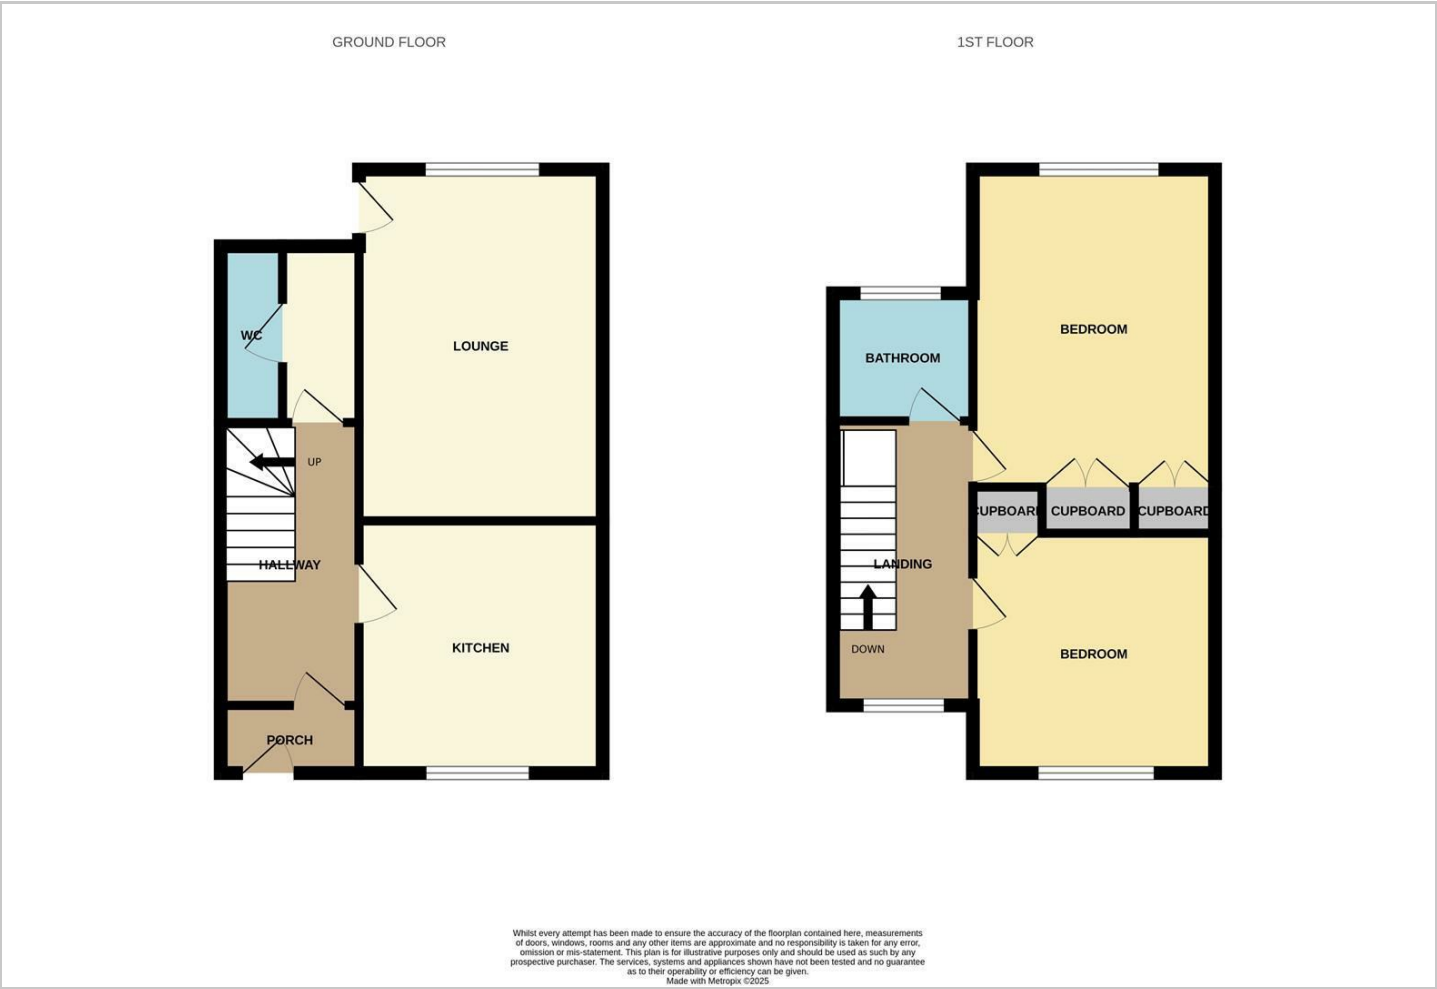 GROUND FLOOR
1ST FLOOR
WC
LOUNGE
UP
HALLWAY
KITCHEN
PORCH
BEDROOM
BATHROOM
CUPBOARD
CUPBOARD
CUPBOARD
LANDING
DOWN
BEDROOM
Whilst every attempt has been made to ensure the accuracy of the floorplan contained here, measurements
of doors, windows, rooms and any other items are approximate and no responsibility is taken for any error,
omission or mis-statement. This plan is for illustrative purposes only and should be used as such by any
prospective purchaser. The services, systems and appliances shown have not been tested and no guarantee
as to their operability or efficiency can be given.
Made with Metropix ©2025